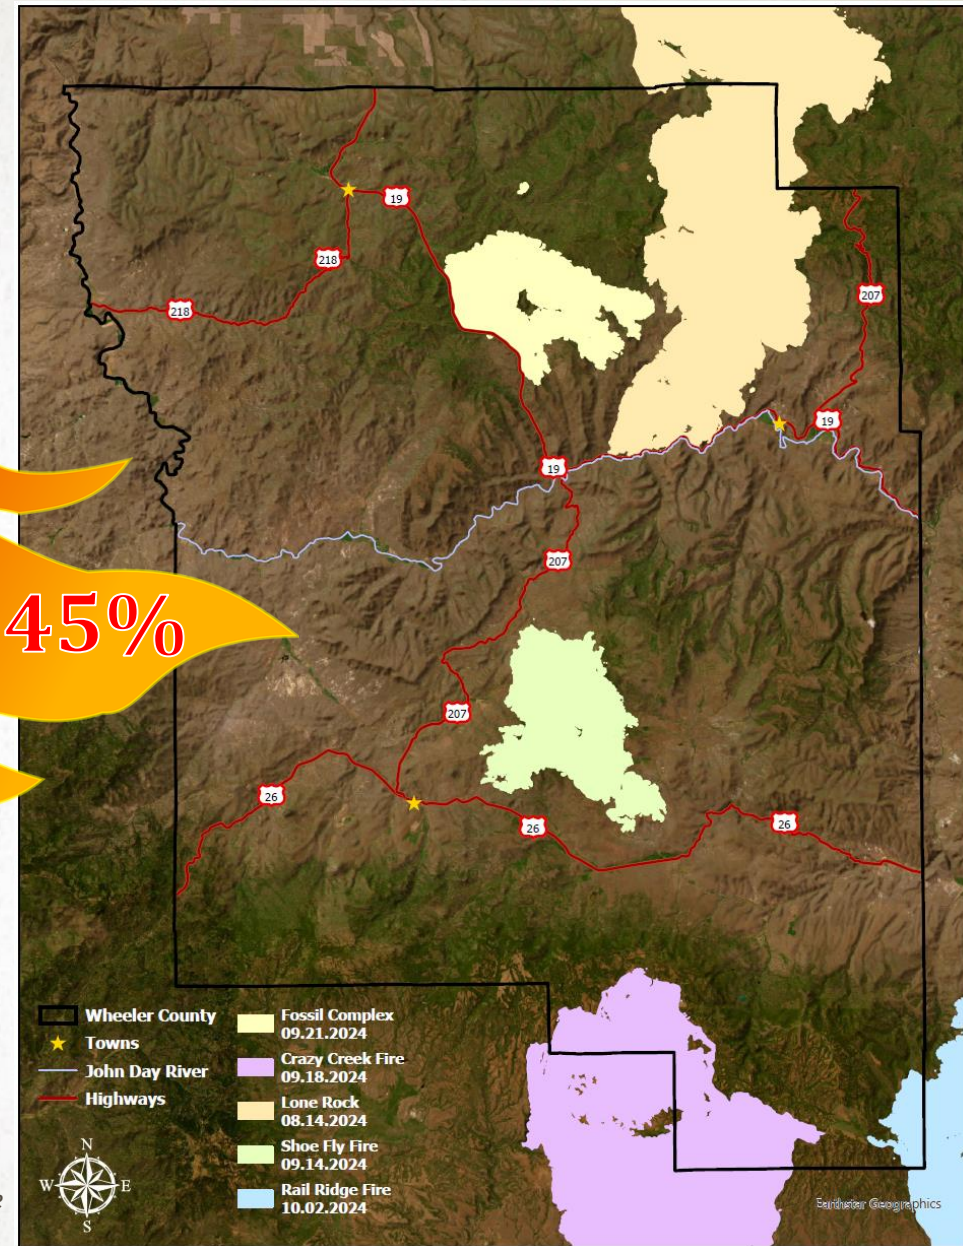 19
218
218
207
19
19
207
45%
207
26
26
26
Wheeler County
Towns
John Day River
Highways
Fossil Complex
09.21.2024
Crazy Creek Fire
09.18.2024
Lone Rock
08.14.2024
Shoe Fly Fire
09.14.2024
Rail Ridge Fire
10.02.2024
N
W
E
S
Earthstar Geographics